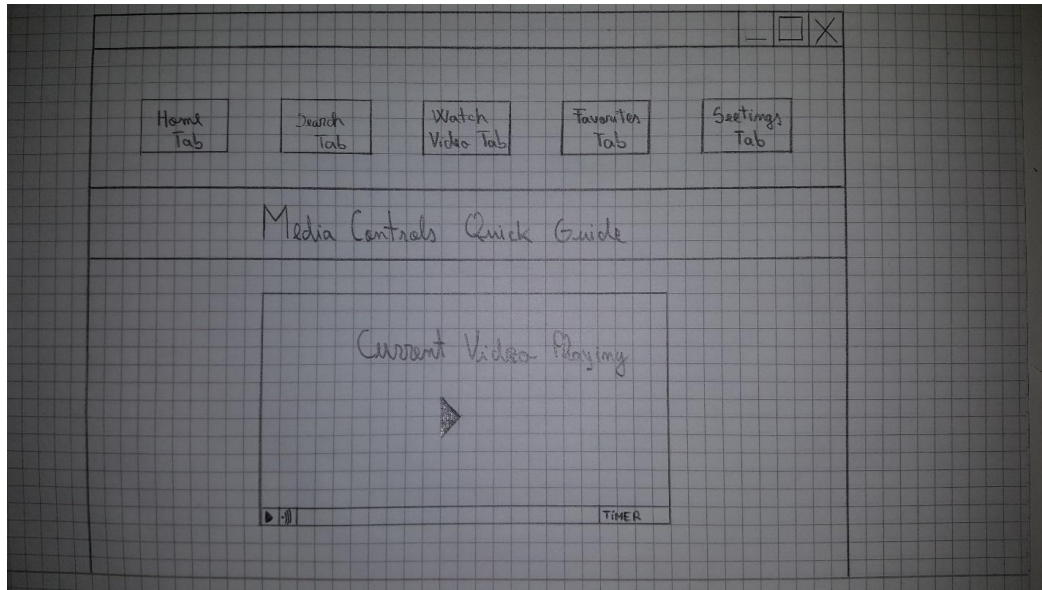 Home
Tab
Search
Tab
Watch
Video Tab
Favorites
Tab
Seetings
Tab
Media Controls Quick Guide
Current Video Playing
TIMER